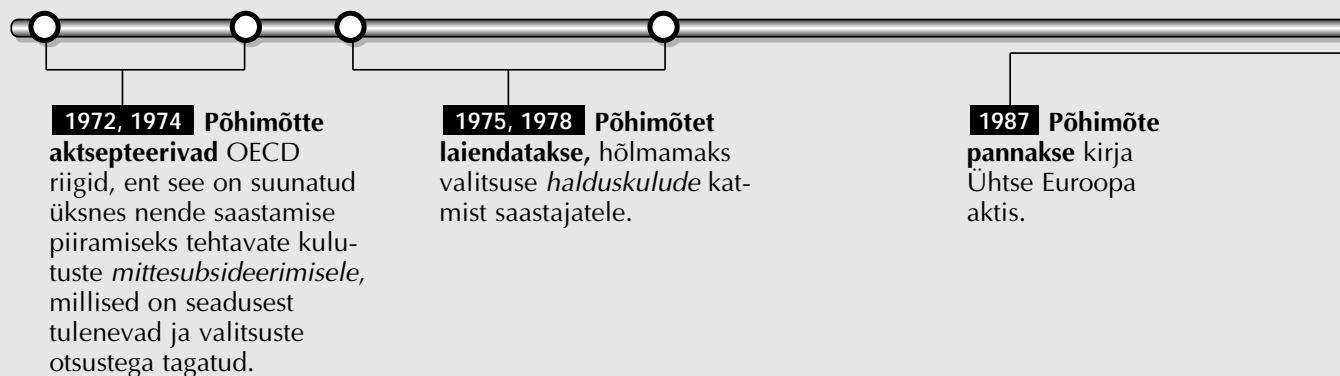 1972, 1974 Põhimõtte
aktsepteerivad OECD
riigid, ent see on suunatud
üksnes nende saastamise
piiramiseks tehtavate kulu-
tuste mittesubsideerimisele,
millised on seadusest
tulenevad ja valitsuste
otsustega tagatud.
1975, 1978 Põhimõtet
laiendatakse, hõlmamaks
valitsuse halduskulude kat-
mist saastajatele.
1987 Põhimõte
pannakse kirja
Ühtse Euroopa
aktis.